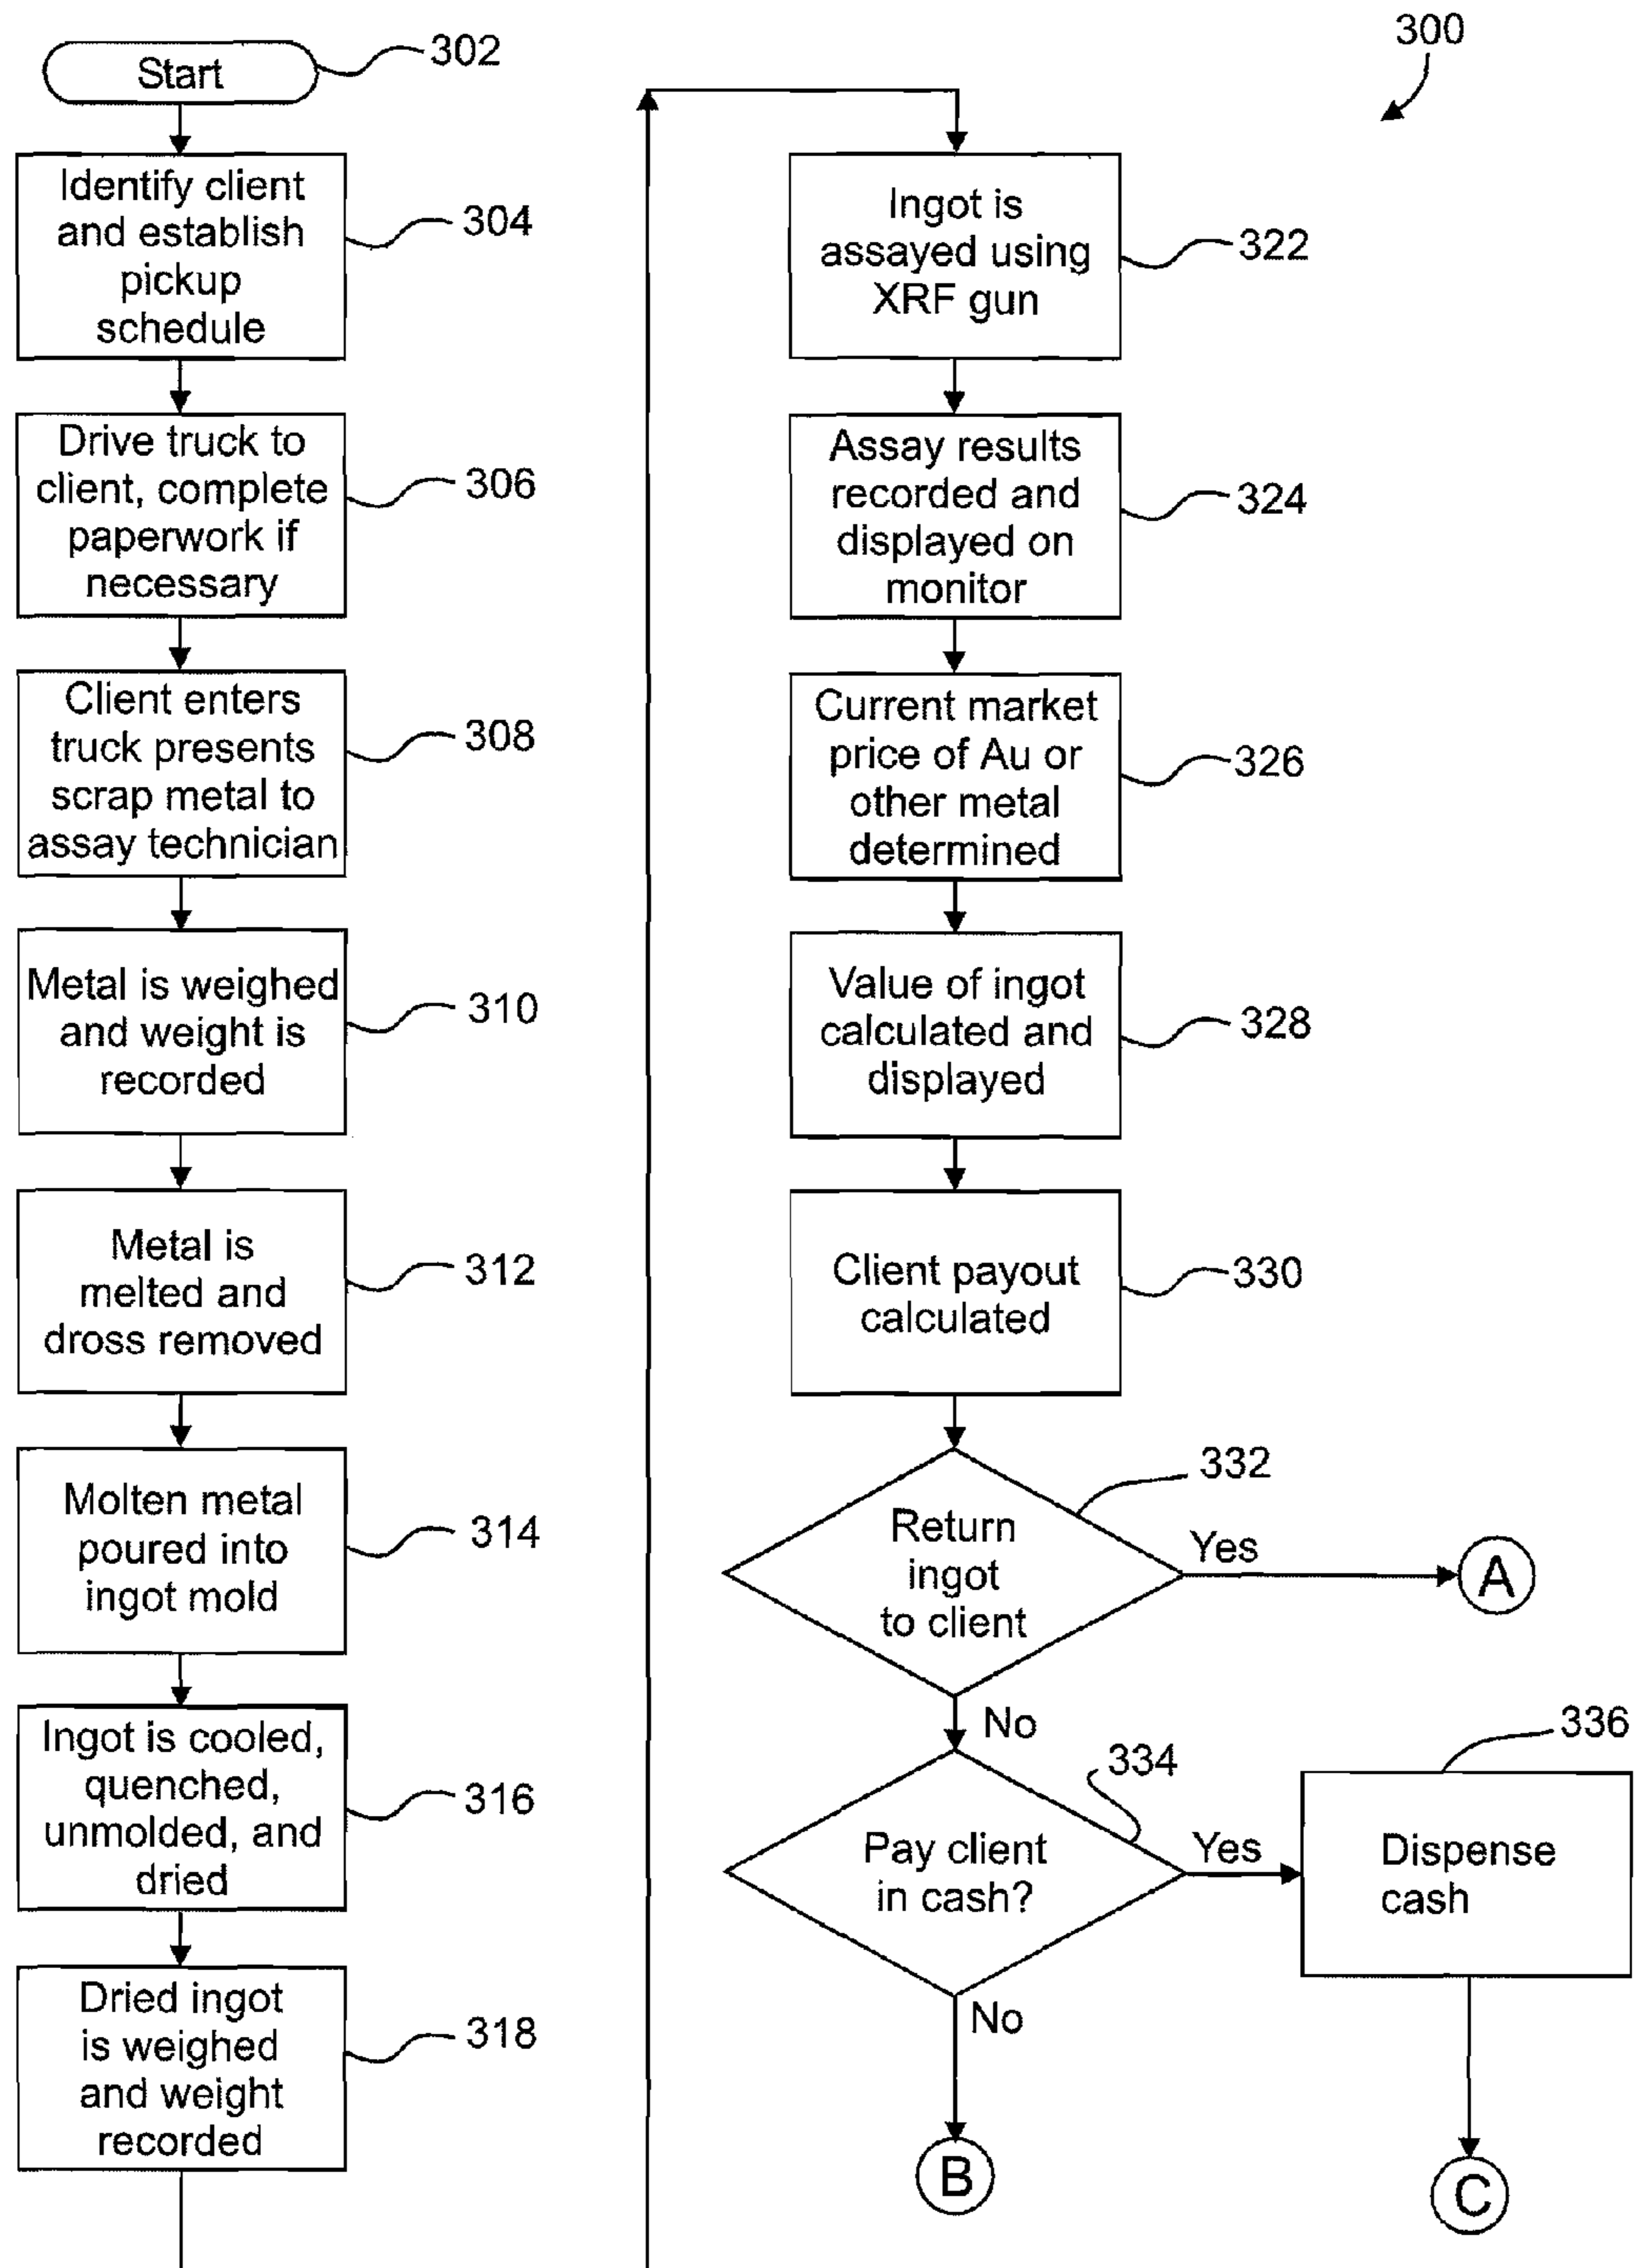 300
Start
302
Identify client
and establish
pickup
schedule
304
Drive truck to
client, complete
paperwork if
necessary
306
Client enters
truck presents
scrap metal to
assay technician
308
Metal is weighed
and weight is
recorded
310
Metal is
melted and
dross removed
312
Molten metal
poured into
ingot mold
314
Ingot is cooled,
quenched,
unmolded, and
dried
316
Dried ingot
is weighed
and weight
recorded
318
Ingot is
assayed using
XRF gun
322
Assay results
recorded and
displayed on
monitor
324
Current market
price of Au or
other metal
determined
326
Value of ingot
calculated and
displayed
328
Client payout
calculated
330
Return
ingot
to client
332
Yes
A
No
Pay client
in cash?
334
Yes
Dispense
cash
336
No
B
C